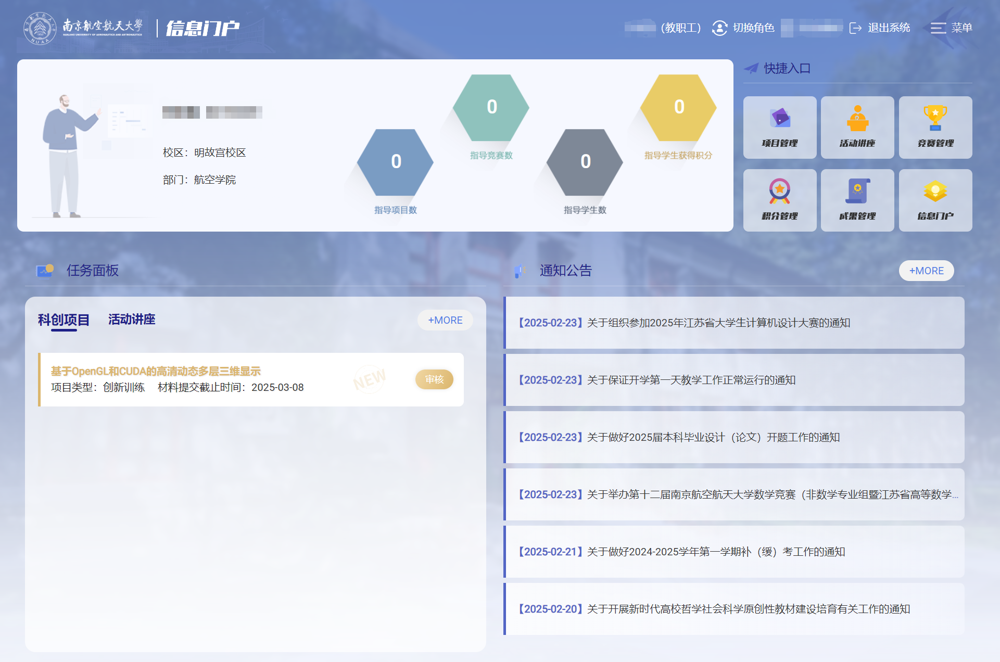 南京航空航天大學
NANJING UNIVERSITY OF AERONAUTICS AND ASTRONAUTICS
NUAA
1952
信息门户
(教职工)
切换角色
退出系统
菜单
校区：明故宫校区
部门：航空学院
0
指导项目数
0
指导竞赛数
0
指导学生数
0
指导学生获得积分
快捷入口
项目管理
活动讲座
竞赛管理
积分管理
成果管理
信息门户
任务面板
科创项目
活动讲座
+MORE
基于OpenGL和CUDA的高清动态多层三维显示
项目类型：创新训练 材料提交截止时间：2025-03-08
NEW
审核
通知公告
+MORE
【2025-02-23】关于组织参加2025年江苏省大学生计算机设计大赛的通知
【2025-02-23】关于保证开学第一天教学工作正常运行的通知
【2025-02-23】关于做好2025届本科毕业设计（论文）开题工作的通知
【2025-02-23】关于举办第十二届南京航空航天大学数学竞赛（非数学专业组暨江苏省高等数学...
【2025-02-21】关于做好2024-2025学年第一学期补（缓）考工作的通知
【2025-02-20】关于开展新时代高校哲学社会科学原创性教材建设培育有关工作的通知